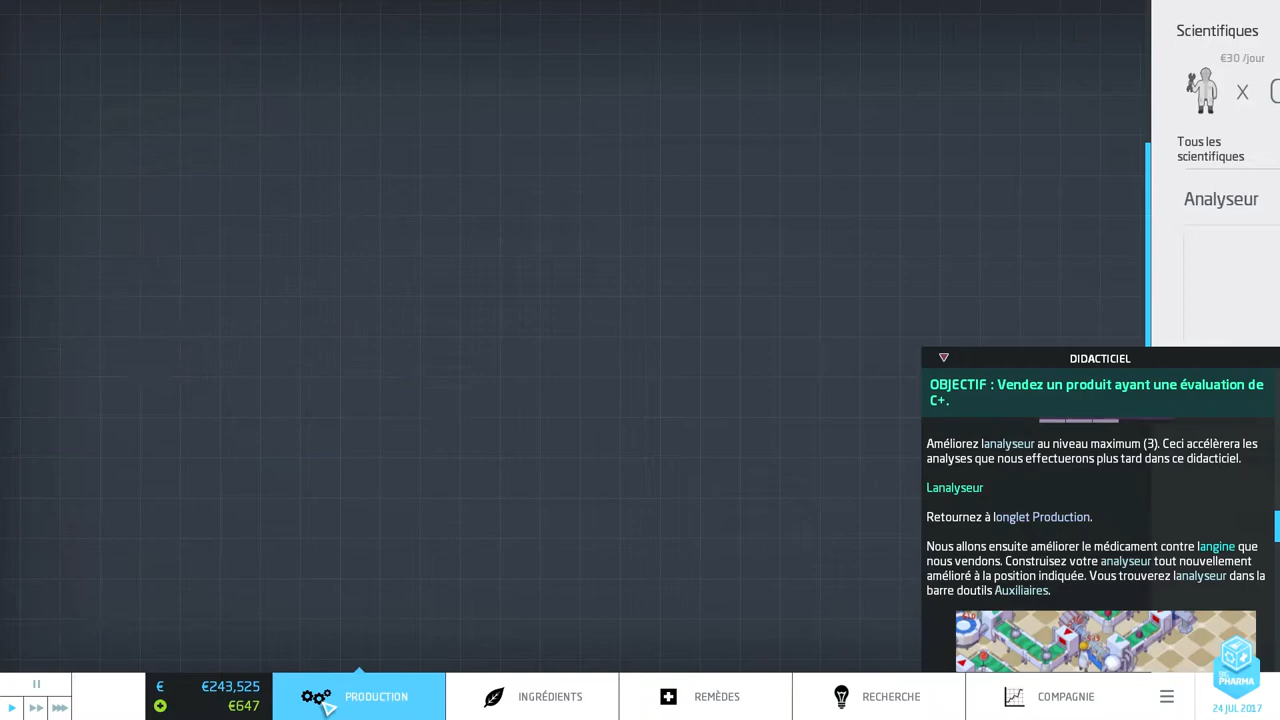 Scientifiques
€30 /jour
X
Tous les
scientifiques
Analyseur
DIDACTICIEL
OBJECTIF : Vendez un produit ayant une évaluation de
C+.
Améliorez lanalyseur au niveau maximum (3). Ceci accélèrera les
analyses que nous effectuerons plus tard dans ce didacticiel.
Lanalyseur
Retournez à longlet Production.
Nous allons ensuite améliorer le médicament contre langine que
nous vendons. Construisez votre analyseur tout nouvellement
amélioré à la position indiquée. Vous trouverez lanalyseur dans la
barre doutils Auxiliaires.
€ €243,525
€647
PRODUCTION
INGRÉDIENTS
REMÈDES
RECHERCHE
COMPAGNIE
BIG
PHARMA
24 JUL 2017